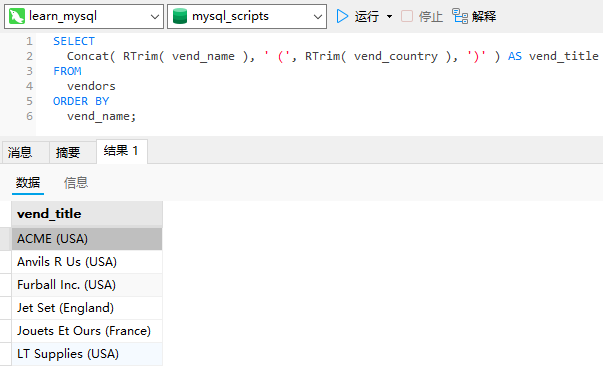 learn_mysql mysql_scripts 运行 停止 解释
1 SELECT
2 Concat( RTrim( vend_name ), ' (', RTrim( vend_country ), ')' ) AS vend_title
3 FROM
4 vendors
5 ORDER BY
6 vend_name;
消息 摘要 结果 1
数据 信息
vend_title
ACME (USA)
Anvils R Us (USA)
Furball Inc. (USA)
Jet Set (England)
Jouets Et Ours (France)
LT Supplies (USA)